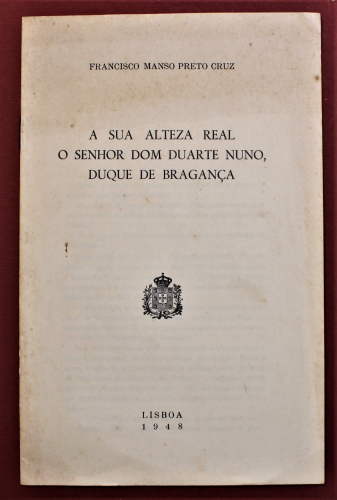 FRANCISCO MANSO PRETO CRUZ
A SUA ALTEZA REAL
O SENHOR DOM DUARTE NUNO,
DUQUE DE BRAGANÇA
LISBOA
1948